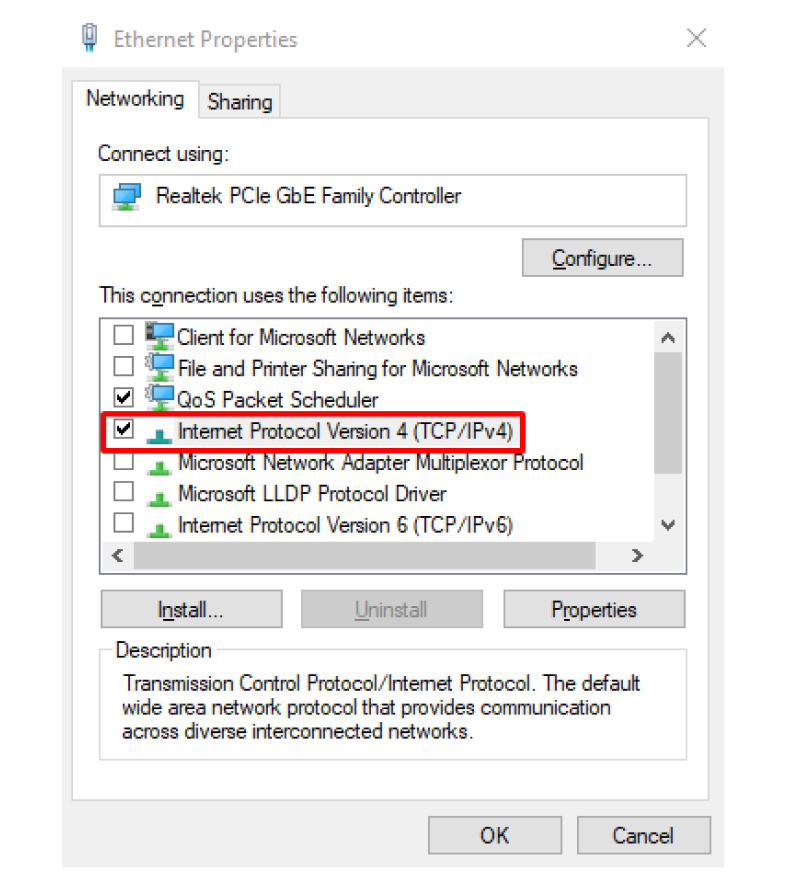 Ethernet Properties
Networking
Sharing
Connect using:
Realtek PCIe GbE Family Controller
Configure...
This connection uses the following items:
Client for Microsoft Networks
File and Printer Sharing for Microsoft Networks
QoS Packet Scheduler
Internet Protocol Version 4 (TCP/IPv4)
Microsoft Network Adapter Multiplexor Protocol
Microsoft LLDP Protocol Driver
Internet Protocol Version 6 (TCP/IPv6)
Install...
Uninstall
Properties
Description
Transmission Control Protocol/Internet Protocol. The default
wide area network protocol that provides communication
across diverse interconnected networks.
OK
Cancel